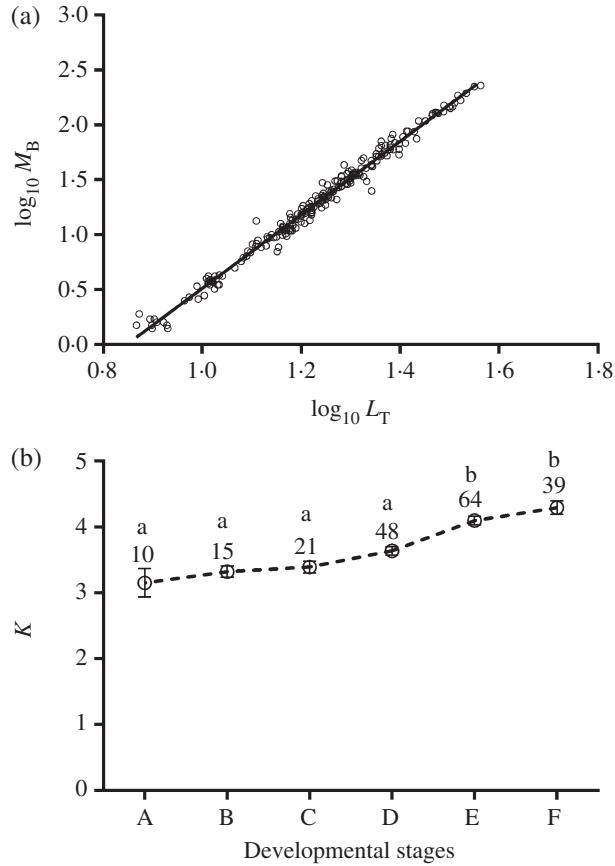 (a)
3·0
2·5
2·0
1·5
1·0
0·5
0·0
log10 MB
0·8 1·0 1·2 1·4 1·6 1·8
log10 LT
(b)
5
4
3
2
1
0
K
a a a a b b
10 15 21 48 64 39
A B C D E F
Developmental stages